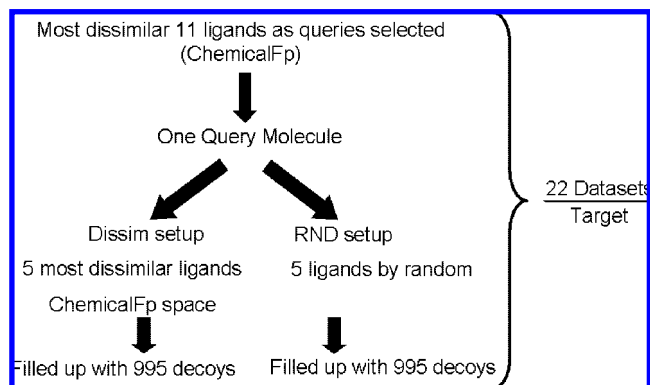 Most dissimilar 11 ligands as queries selected
(ChemicalFp)
One Query Molecule
Dissim setup
5 most dissimilar ligands
ChemicalFp space
Filled up with 995 decoys
RND setup
5 ligands by random
Filled up with 995 decoys
22 Datasets
Target